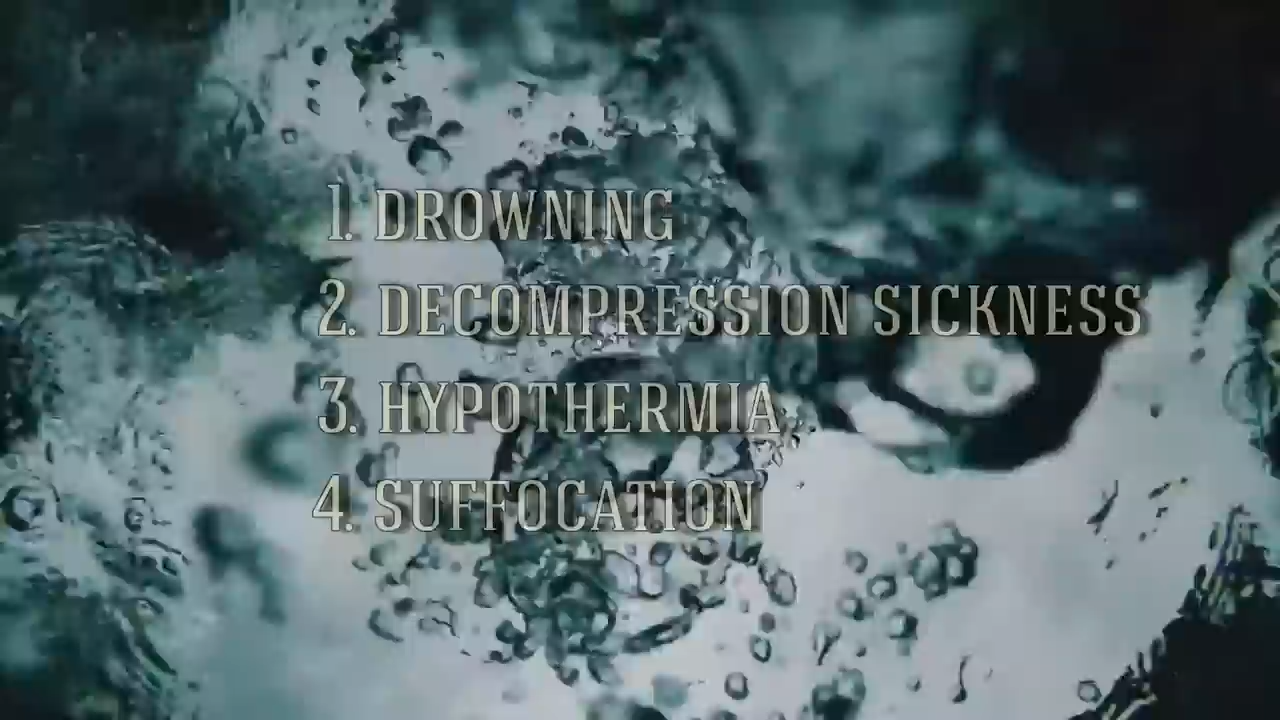 1. DROWNING
2. DECOMPRESSION SICKNESS
3. HYPOTHERMIA
4. SUFFOCATION